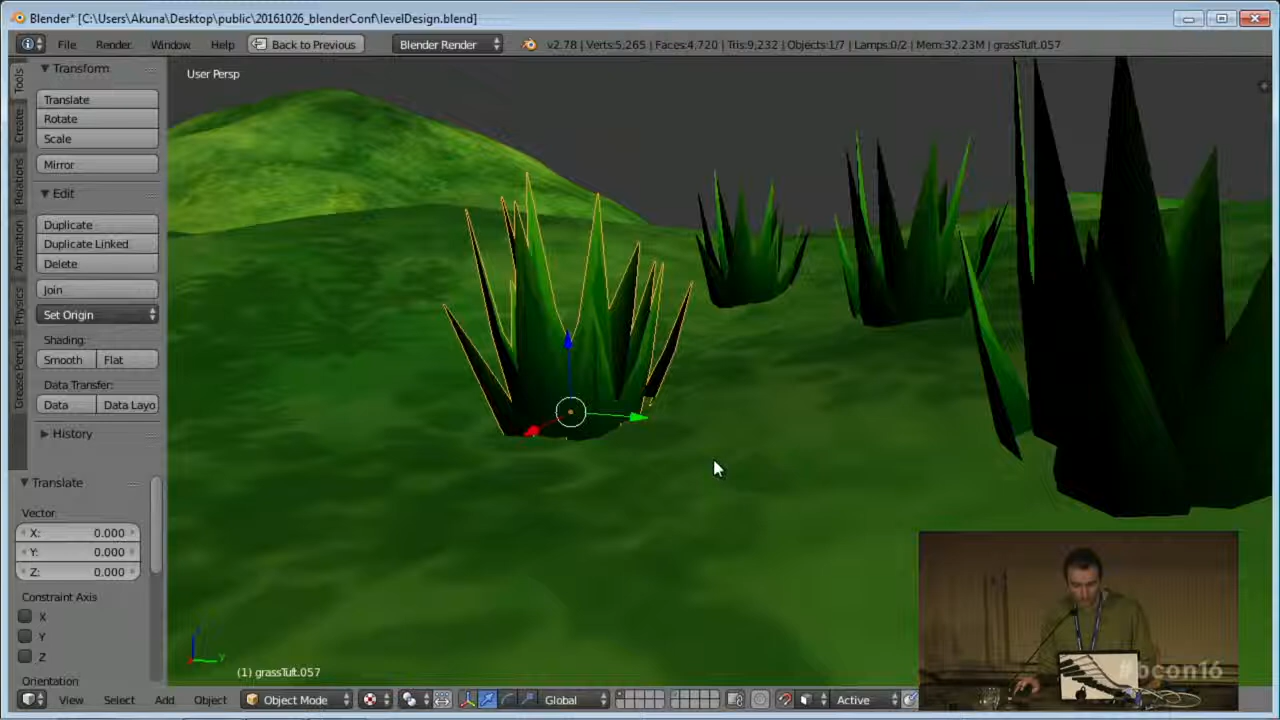 Blender* [C:\Users\Akuna\Desktop\public\20161026_blenderConf\levelDesign.blend]
File Render Window Help Back to Previous Blender Render v2.78 | Verts:5,265 | Faces:4,720 | Tris:9,232 | Objects:1/7 | Lamps:0/2 | Mem:32.23M | grassTuft.057
Tools
Create
Relations
Animation
Physics
Grease Pencil
Transform
Translate
Rotate
Scale
Mirror
Edit
Duplicate
Duplicate Linked
Delete
Join
Set Origin
Shading:
Smooth Flat
Data Transfer:
Data Data Layo
History
Translate
Vector:
X: 0.000
Y: 0.000
Z: 0.000
Constraint Axis
X
Y
Z
Orientation
User Persp
(1) grassTuft.057
View Select Add Object Object Mode Global Active
#bcon16